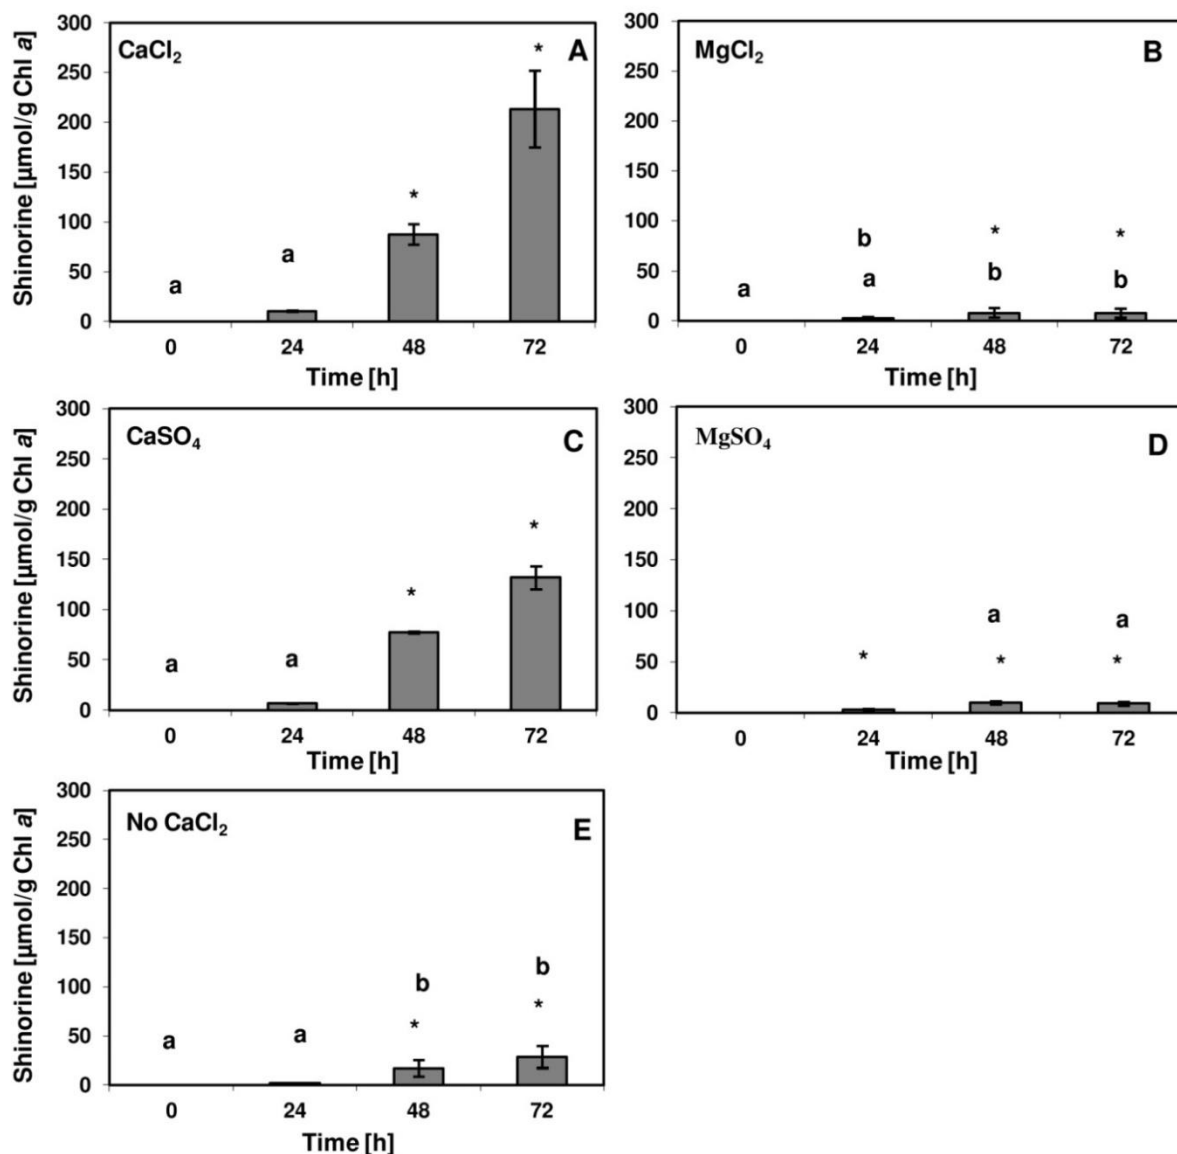 CaCl₂ A
Shinorine [µmol/g Chl a]
300
250
200
150
100
50
0
a a * *
0 24 48 72
Time [h]
MgCl₂ B
300
250
200
150
100
50
0
b * *
a a b b
0 24 48 72
Time [h]
CaSO₄ C
Shinorine [µmol/g Chl a]
300
250
200
150
100
50
0
a a * *
0 24 48 72
Time [h]
MgSO₄ D
300
250
200
150
100
50
0
a a
* * *
0 24 48 72
Time [h]
No CaCl₂ E
Shinorine [µmol/g Chl a]
300
250
200
150
100
50
0
b b
a a * *
0 24 48 72
Time [h]